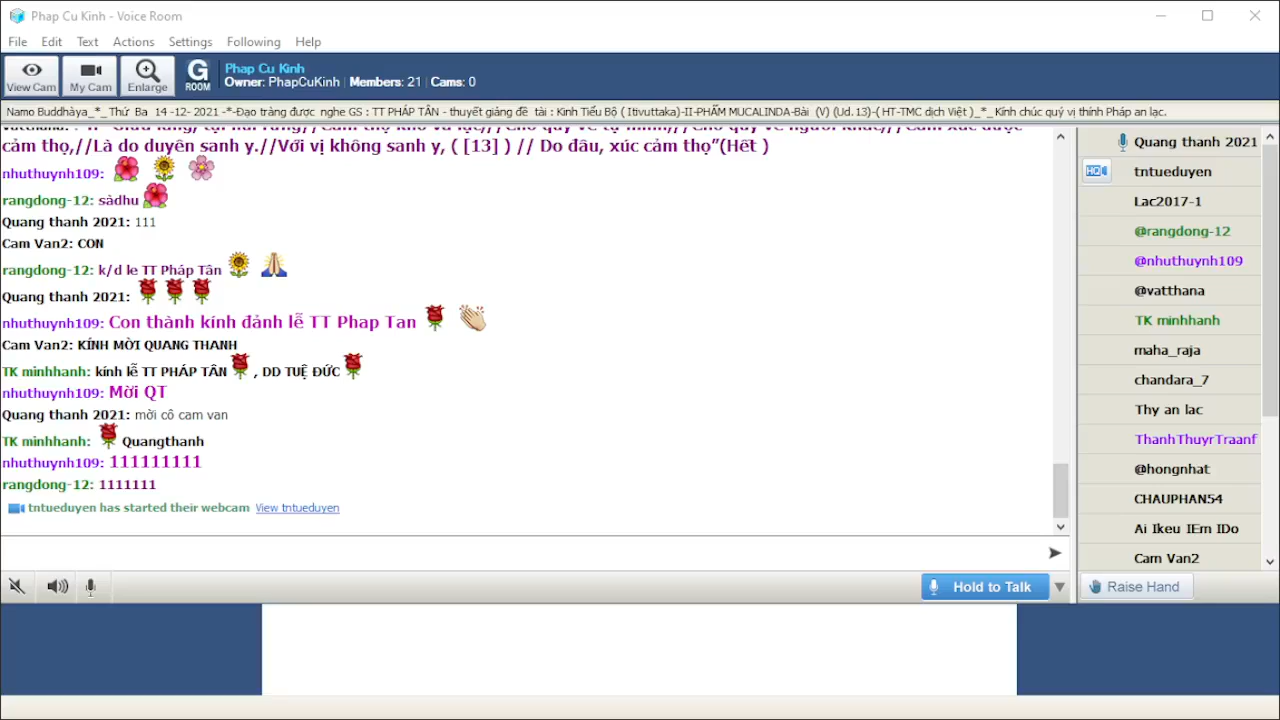 Phap Cu Kinh - Voice Room
File Edit Text Actions Settings Following Help
View Cam
My Cam
Enlarge
G
ROOM
Phap Cu Kinh
Owner: PhapCuKinh Members: 21 Cams: 0
Namo Buddhàya_*_ Thứ Ba 14 -12- 2021 -*-Đạo tràng được nghe GS : TT PHÁP TÂN - thuyết giảng đề tài : Kinh Tiểu Bộ ( Itivuttaka)-II-PHẨM MUCALINDA-Bài (V) (Ud.13)-( HT-TMC dịch Việt )_*_ Kính chúc quý vị thính Pháp an lạc.
cảm thọ,//Là do duyên sanh y.//Với vị không sanh y, ( [13] ) // Do đâu, xúc cảm thọ”(Hết )
nhuthuynh109:
rangdong-12: sàdhu
Quang thanh 2021: 111
Cam Van2: CON
rangdong-12: k/d le TT Pháp Tân
Quang thanh 2021:
nhuthuynh109: Con thành kính đảnh lễ TT Phap Tan
Cam Van2: KÍNH MỜI QUANG THANH
TK minhhanh: kính lễ TT PHÁP TÂN , DD TUỆ ĐỨC
nhuthuynh109: Mời QT
Quang thanh 2021: mời cô cam van
TK minhhanh: Quangthanh
nhuthuynh109: 111111111
rangdong-12: 1111111
tntueduyen has started their webcam View tntueduyen
Hold to Talk
Quang thanh 2021
HQ
tntueduyen
Lac2017-1
@rangdong-12
@nhuthuynh109
@vatthana
TK minhhanh
maha_raja
chandara_7
Thy an lac
ThanhThuyrTraanf
@hongnhat
CHAUPHAN54
Ai Ikeu IEm IDo
Cam Van2
Raise Hand